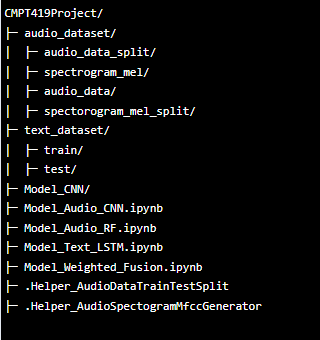 CMPT419Project/
├─ audio_dataset/
│  ├─ audio_data_split/
│  ├─ spectrogram_mel/
│  ├─ audio_data/
│  ├─ spectorogram_mel_split/
├─ text_dataset/
│  ├─ train/
│  ├─ test/
├─ Model_CNN/
├─ Model_Audio_CNN.ipynb
├─ Model_Audio_RF.ipynb
├─ Model_Text_LSTM.ipynb
├─ Model_Weighted_Fusion.ipynb
├─ .Helper_AudioDataTrainTestSplit
├─ .Helper_AudioSpectogramMfccGenerator